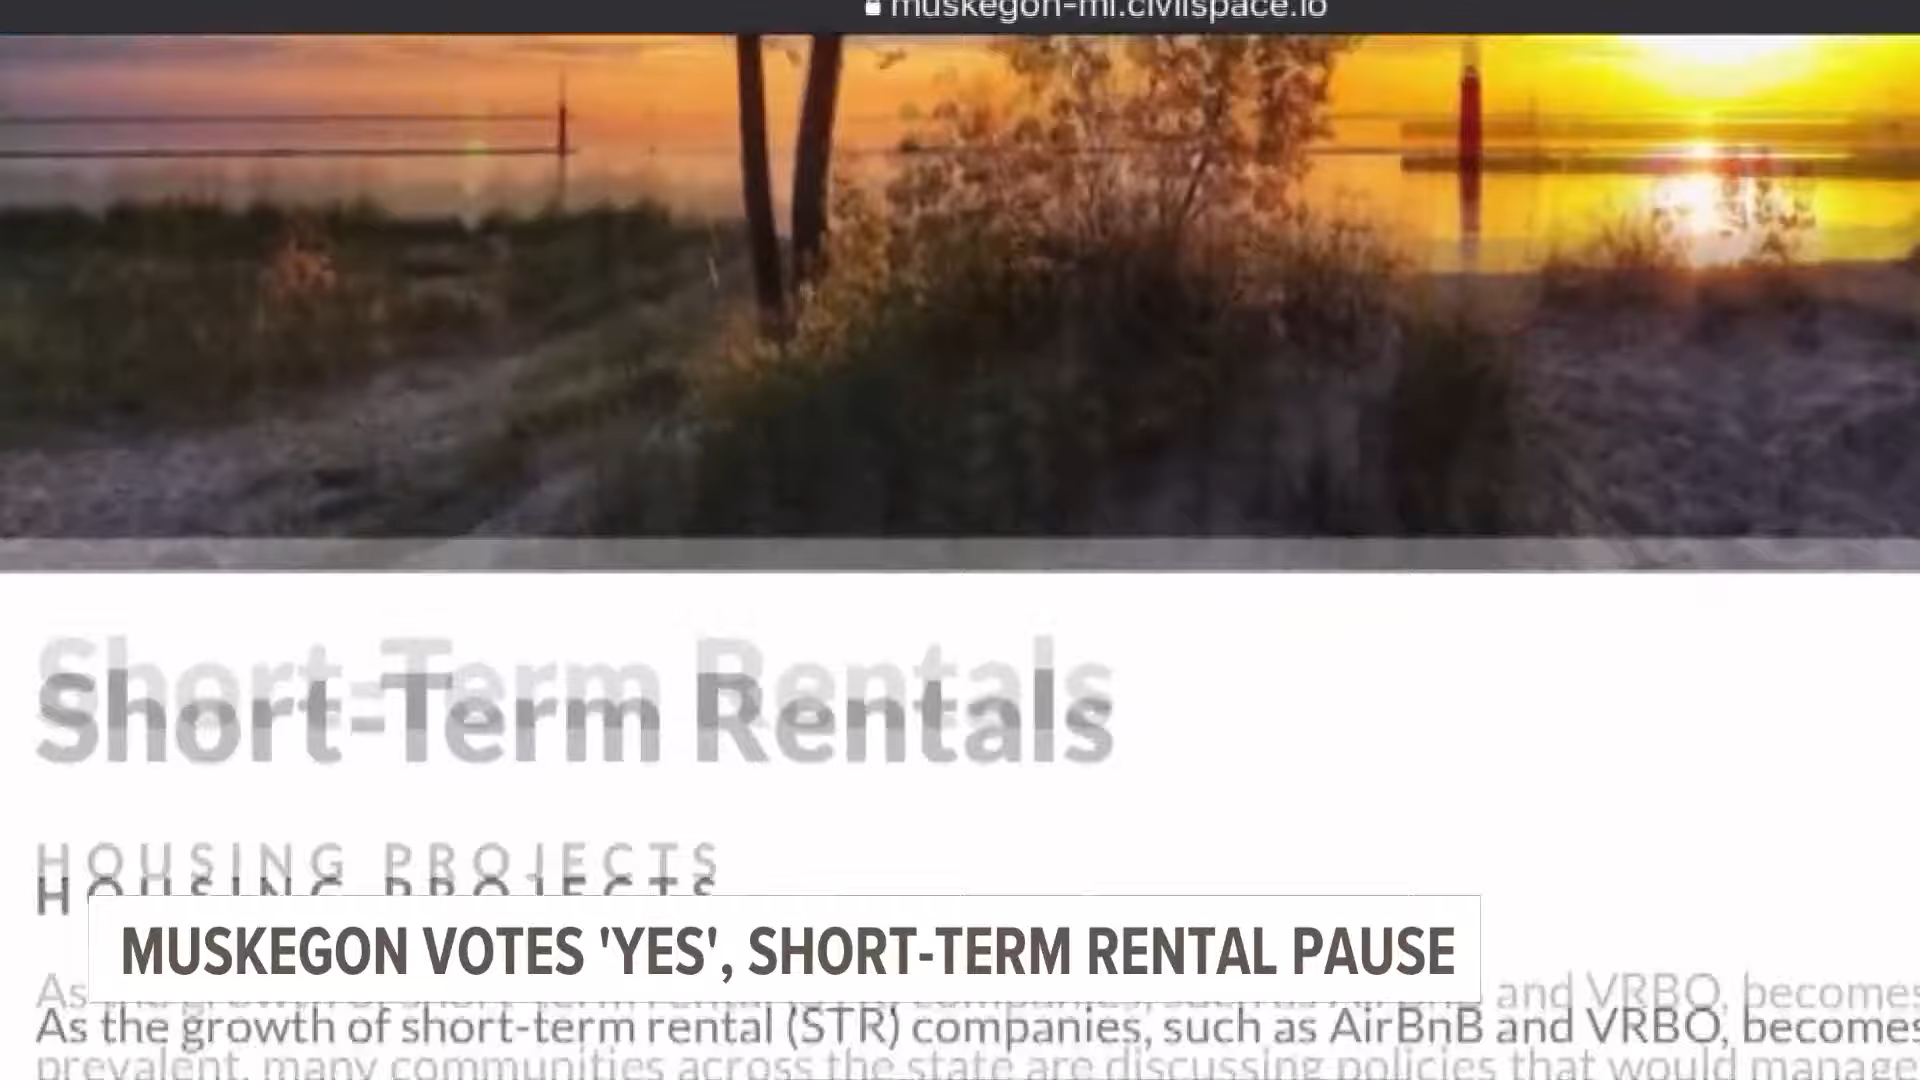 muskegon-mi.civilspace.io
Short-Term Rentals
HOUSING PROJECTS
MUSKEGON VOTES 'YES', SHORT-TERM RENTAL PAUSE
As the growth of short-term rental (STR) companies, such as AirBnB and VRBO, becomes
prevalent, many communities across the state are discussing policies that would manage